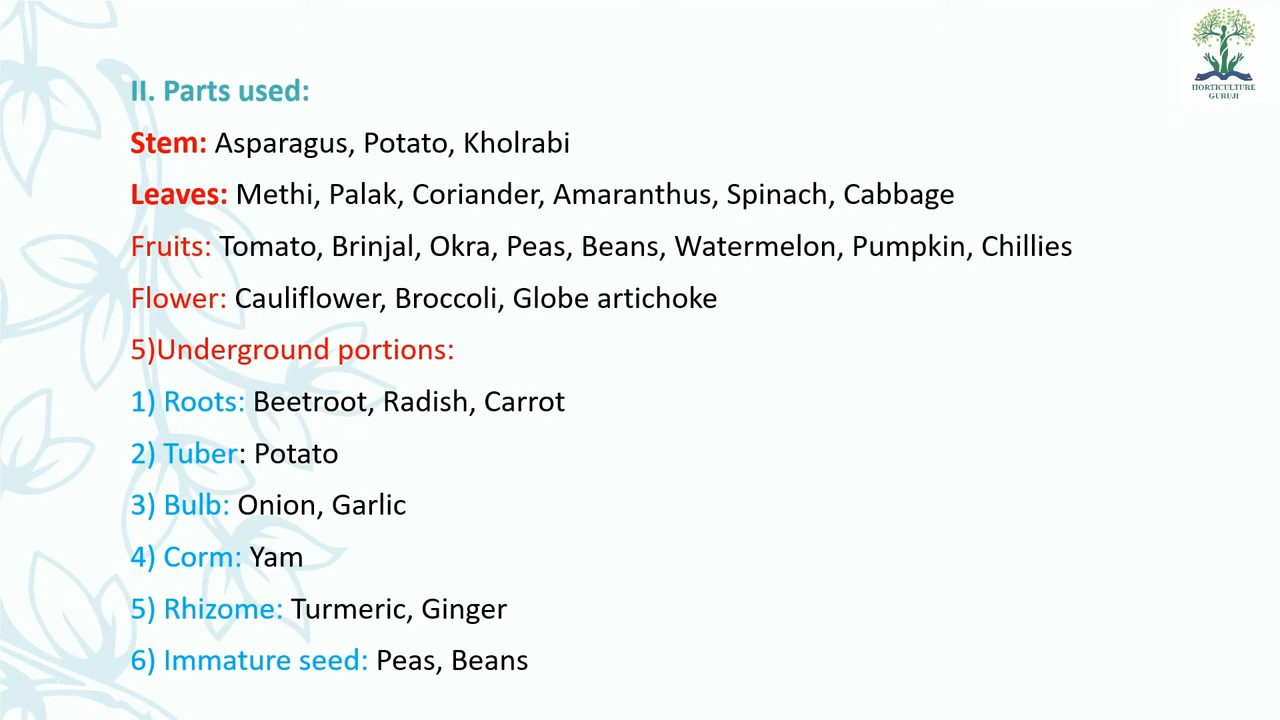 HORTICULTURE
GURUJI
II. Parts used:
Stem: Asparagus, Potato, Kholrabi
Leaves: Methi, Palak, Coriander, Amaranthus, Spinach, Cabbage
Fruits: Tomato, Brinjal, Okra, Peas, Beans, Watermelon, Pumpkin, Chillies
Flower: Cauliflower, Broccoli, Globe artichoke
5)Underground portions:
1) Roots: Beetroot, Radish, Carrot
2) Tuber: Potato
3) Bulb: Onion, Garlic
4) Corm: Yam
5) Rhizome: Turmeric, Ginger
6) Immature seed: Peas, Beans